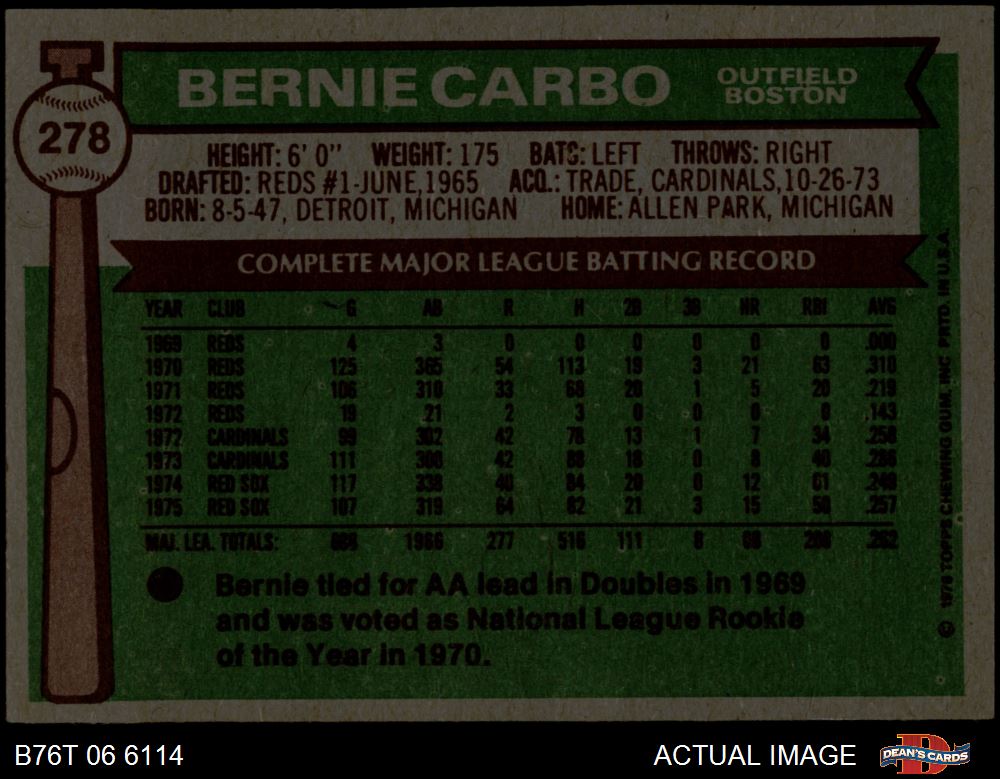 278
BERNIE CARBO
OUTFIELD
BOSTON
HEIGHT: 6' 0" WEIGHT: 175 BATS: LEFT THROWS: RIGHT
DRAFTED: REDS #1-JUNE, 1965 ACQ.: TRADE, CARDINALS, 10-26-73
BORN: 8-5-47, DETROIT, MICHIGAN HOME: ALLEN PARK, MICHIGAN
COMPLETE MAJOR LEAGUE BATTING RECORD
YEAR CLUB G AB R H 2B 3B HR RBI AVG
1969 REDS 4 3 0 0 0 0 0 0 .000
1970 REDS 125 365 54 113 19 3 21 63 .310
1971 REDS 106 310 33 68 20 1 5 20 .219
1972 REDS 19 21 2 3 0 0 0 0 .143
1972 CARDINALS 99 302 42 78 13 1 7 34 .258
1973 CARDINALS 111 308 42 88 18 0 8 40 .286
1974 RED SOX 117 338 40 84 20 0 12 61 .249
1975 RED SOX 107 319 64 82 21 3 15 50 .257
MAJ. LEA. TOTALS: 688 1966 277 516 111 8 68 268 .262
Bernie tied for AA lead in Doubles in 1969
and was voted as National League Rookie
of the Year in 1970.
© 1976 TOPPS CHEWING GUM, INC PRTD. IN U.S.A.
B76T 06 6114
ACTUAL IMAGE
DEAN'S CARDS